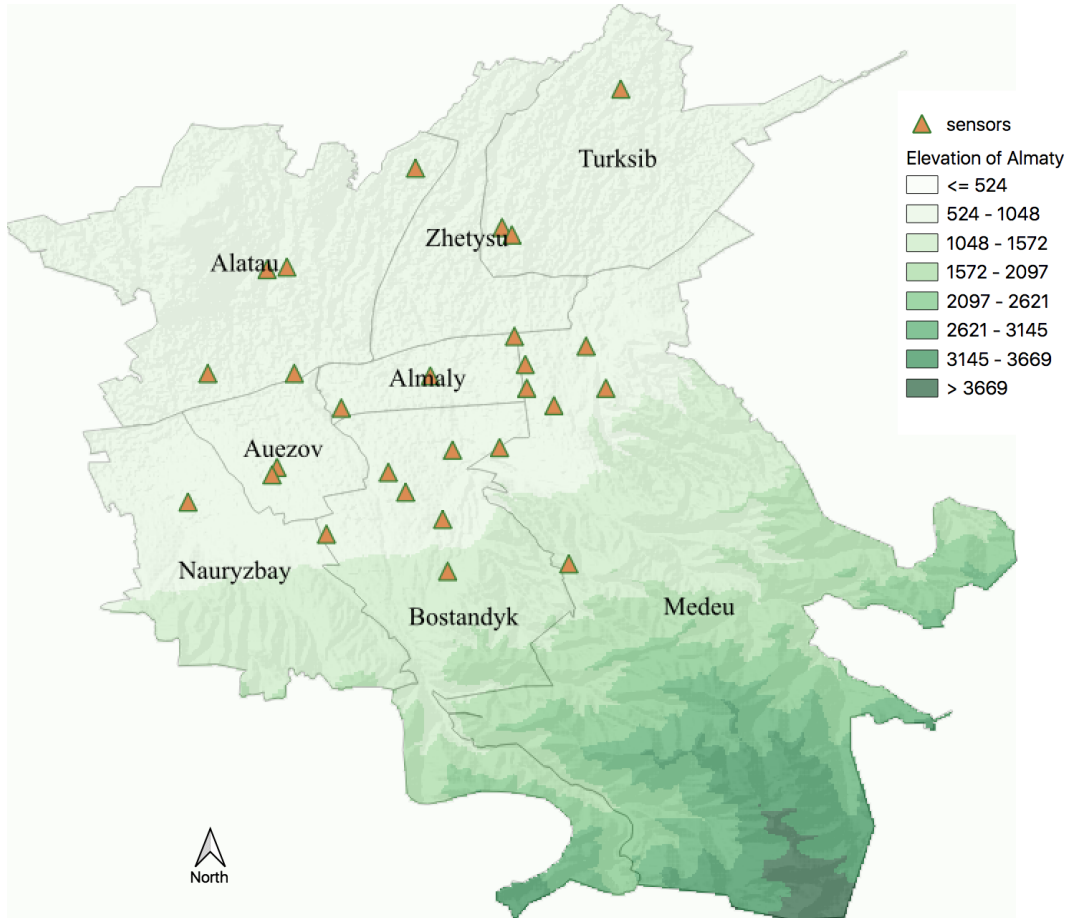 sensors
Elevation of Almaty
<= 524
524 - 1048
1048 - 1572
1572 - 2097
2097 - 2621
2621 - 3145
3145 - 3669
> 3669
Turksib
Zhetysu
Alatau
Almaly
Auezov
Nauryzbay
Bostandyk
Medeu
North